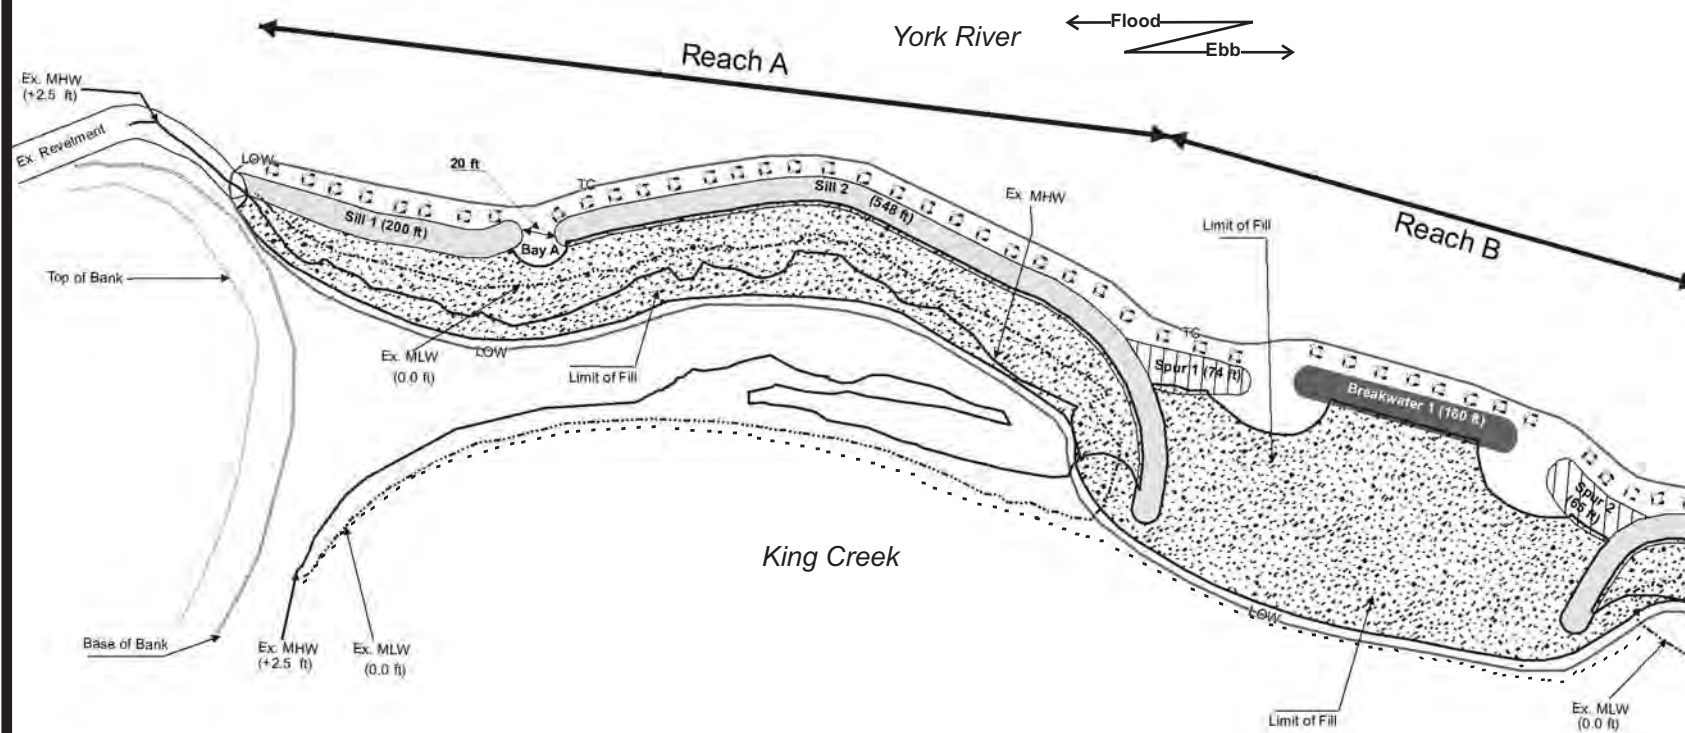 York River
Flood
Ebb
Reach A
Ex. MHW
(+2.5 ft)
Ex. Revetment
LOW
20 ft
TC
Sill 2
(548 ft)
Ex. MHW
Sill 1 (200 ft)
Bay A
Limit of Fill
Reach B
Top of Bank
Ex. MLW
(0.0 ft)
LOW
Limit of Fill
TC
Spur 1 (74 ft)
Breakwater 1 (160 ft)
Spur 2
(65 ft)
King Creek
LOW
Base of Bank
Ex. MHW
(+2.5 ft)
Ex. MLW
(0.0 ft)
Limit of Fill
Ex. MLW
(0.0 ft)